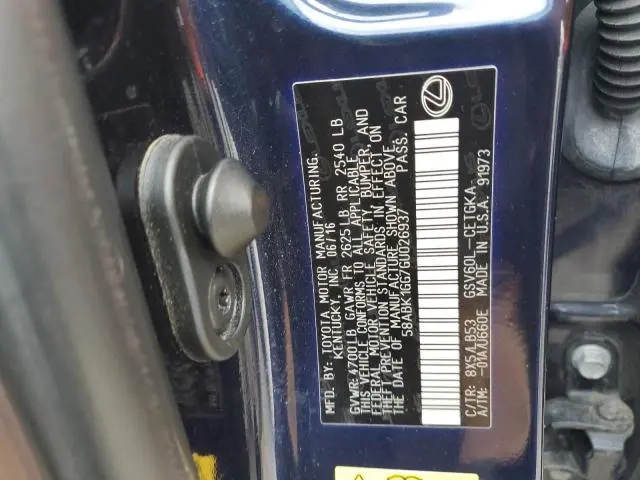 MFD. BY: TOYOTA MOTOR MANUFACTURING,
KENTUCKY, INC. 06/16
GVWR: 4700 LB GAWR FR 2625 LB RR 2540 LB
THIS VEHICLE CONFORMS TO ALL APPLICABLE
FEDERAL MOTOR VEHICLE SAFETY, BUMPER, AND
THEFT PREVENTION STANDARDS IN EFFECT ON
THE DATE OF MANUFACTURE SHOWN ABOVE.
58ABK1GG7GU026937 PASS. CAR
C/TR: 8X5/LB53 GSV60L-CETGKA
A/TM: -01A/U660E MADE IN U.S.A. 91973